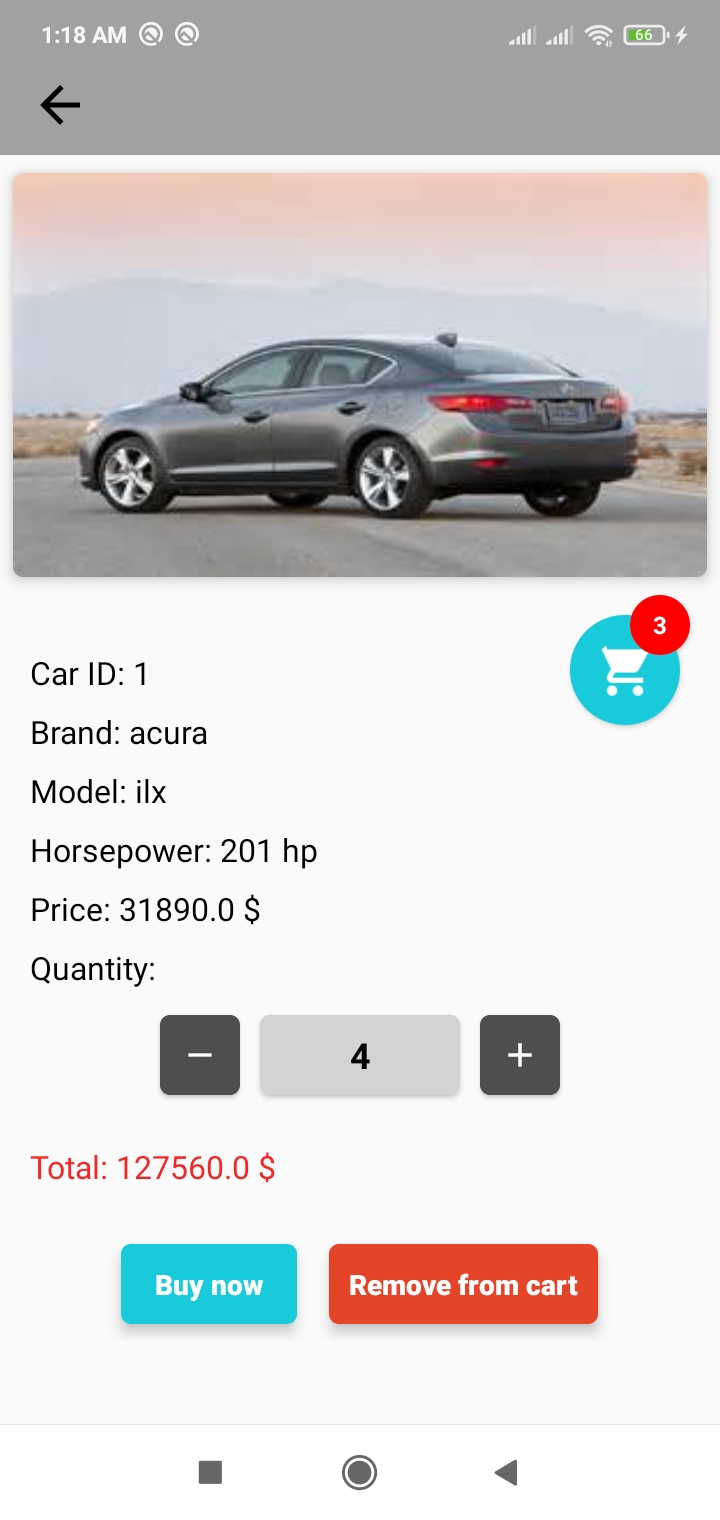 1:18 AM
66
3
Car ID: 1
Brand: acura
Model: ilx
Horsepower: 201 hp
Price: 31890.0 $
Quantity:
− 4 +
Total: 127560.0 $
Buy now Remove from cart